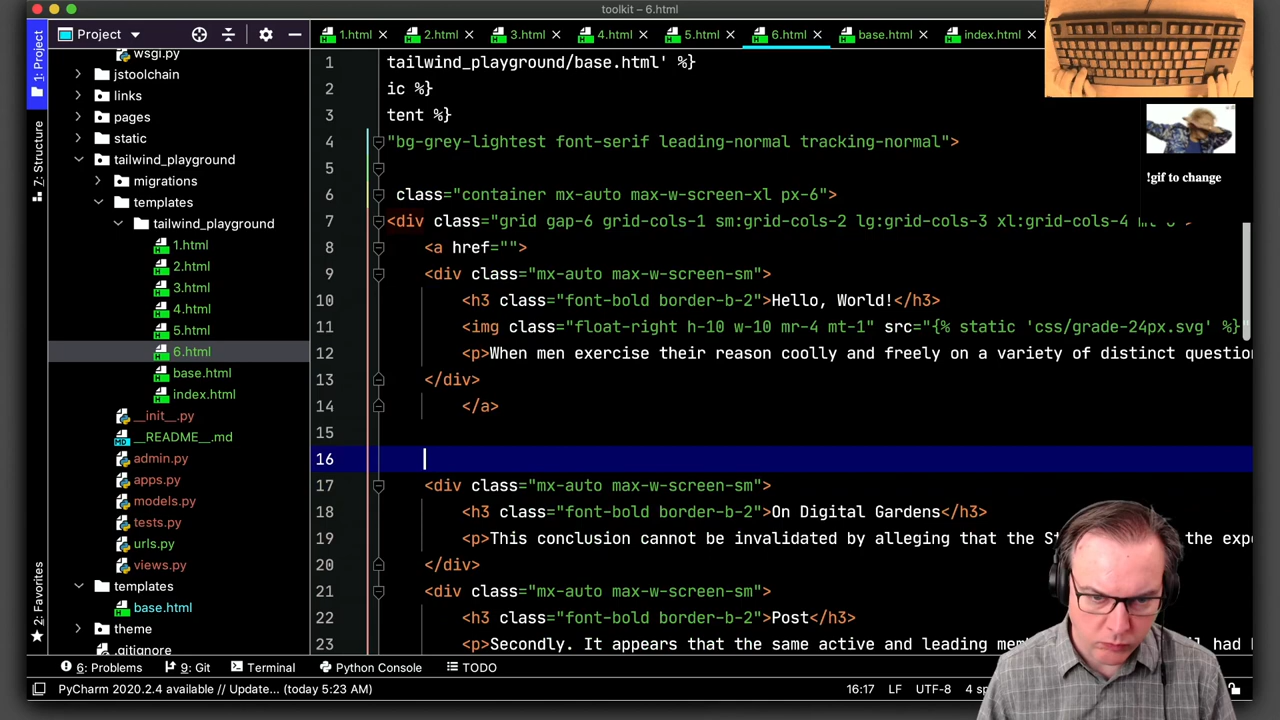 toolkit – 6.html
1: Project
7: Structure
2: Favorites
Project
wsgi.py
jstoolchain
links
pages
static
tailwind_playground
migrations
templates
tailwind_playground
1.html
2.html
3.html
4.html
5.html
6.html
base.html
index.html
__init__.py
__README__.md
admin.py
apps.py
models.py
tests.py
urls.py
views.py
templates
base.html
theme
.gitignore
1.html 2.html 3.html 4.html 5.html 6.html base.html index.html
!gif to change
1 tailwind_playground/base.html' %}
2 ic %}
3 tent %}
4 "bg-grey-lightest font-serif leading-normal tracking-normal">
5
6 class="container mx-auto max-w-screen-xl px-6">
7 <div class="grid gap-6 grid-cols-1 sm:grid-cols-2 lg:grid-cols-3 xl:grid-cols-4
8 <a href="">
9 <div class="mx-auto max-w-screen-sm">
10 <h3 class="font-bold border-b-2">Hello, World!</h3>
11 <img class="float-right h-10 w-10 mr-4 mt-1" src="{% static 'css/grade-24px.svg' %}"
12 <p>When men exercise their reason coolly and freely on a variety of distinct
13 </div>
14 </a>
15
16
17 <div class="mx-auto max-w-screen-sm">
18 <h3 class="font-bold border-b-2">On Digital Gardens</h3>
19 <p>This conclusion cannot be invalidated by alleging that the
20 </div>
21 <div class="mx-auto max-w-screen-sm">
22 <h3 class="font-bold border-b-2">Post</h3>
23 <p>Secondly. It appears that the same active and leading
6: Problems 9: Git Terminal Python Console TODO
PyCharm 2020.2.4 available // Update... (today 5:23 AM) 16:17 LF UTF-8